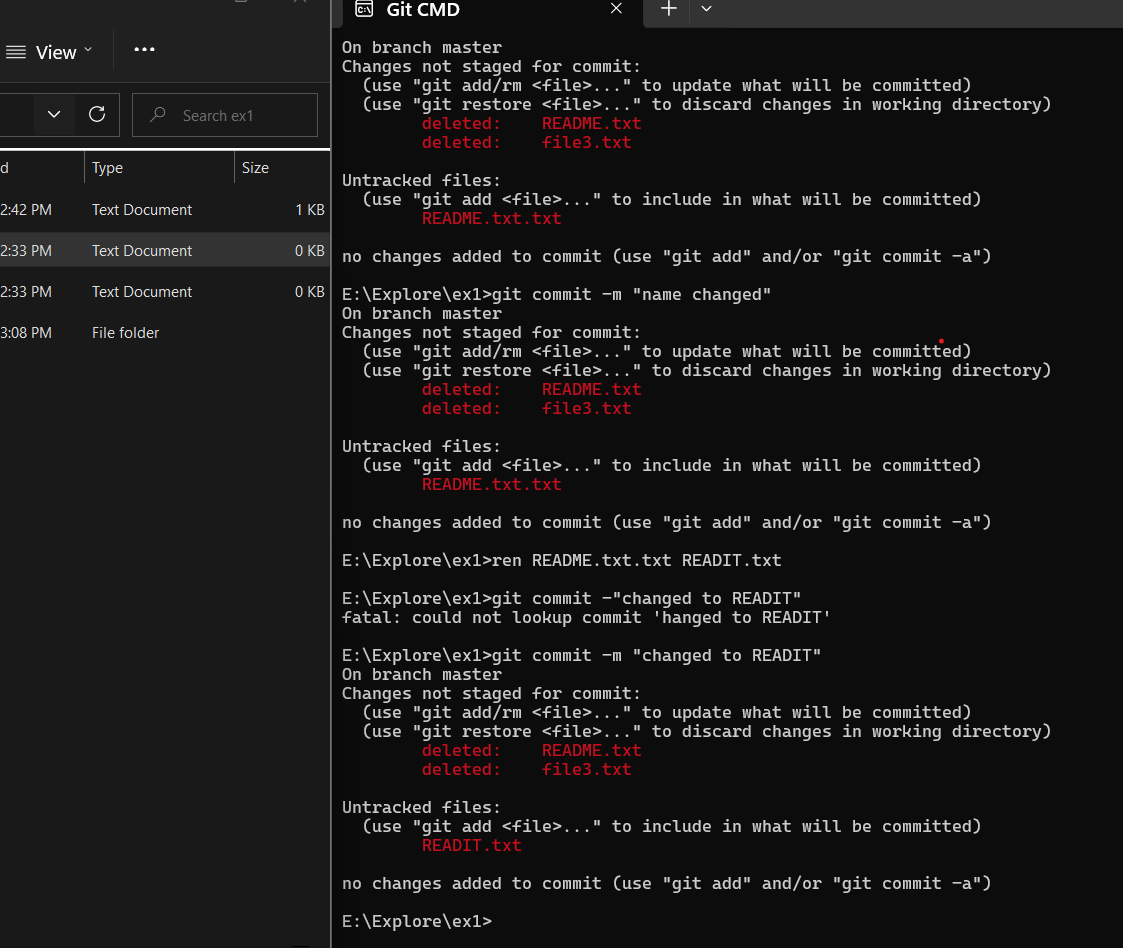 View
Search ex1
d Type Size
2:42 PM Text Document 1 KB
2:33 PM Text Document 0 KB
2:33 PM Text Document 0 KB
3:08 PM File folder
Git CMD
On branch master
Changes not staged for commit:
  (use "git add/rm <file>..." to update what will be committed)
  (use "git restore <file>..." to discard changes in working directory)
        deleted:    README.txt
        deleted:    file3.txt

Untracked files:
  (use "git add <file>..." to include in what will be committed)
        README.txt.txt

no changes added to commit (use "git add" and/or "git commit -a")

E:\Explore\ex1>git commit -m "name changed"
On branch master
Changes not staged for commit:
  (use "git add/rm <file>..." to update what will be committed)
  (use "git restore <file>..." to discard changes in working directory)
        deleted:    README.txt
        deleted:    file3.txt

Untracked files:
  (use "git add <file>..." to include in what will be committed)
        README.txt.txt

no changes added to commit (use "git add" and/or "git commit -a")

E:\Explore\ex1>ren README.txt.txt READIT.txt

E:\Explore\ex1>git commit -"changed to READIT"
fatal: could not lookup commit 'hanged to READIT'

E:\Explore\ex1>git commit -m "changed to READIT"
On branch master
Changes not staged for commit:
  (use "git add/rm <file>..." to update what will be committed)
  (use "git restore <file>..." to discard changes in working directory)
        deleted:    README.txt
        deleted:    file3.txt

Untracked files:
  (use "git add <file>..." to include in what will be committed)
        READIT.txt

no changes added to commit (use "git add" and/or "git commit -a")

E:\Explore\ex1>